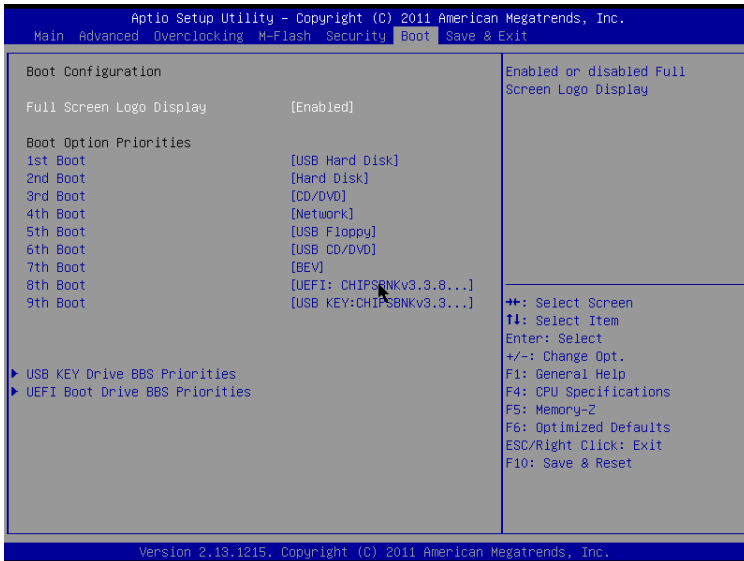 Aptio Setup Utility - Copyright (C) 2011 American Megatrends, Inc.
Main Advanced Overclocking M-Flash Security Boot Save & Exit
Boot Configuration
Full Screen Logo Display [Enabled]
Boot Option Priorities
1st Boot [USB Hard Disk]
2nd Boot [Hard Disk]
3rd Boot [CD/DVD]
4th Boot [Network]
5th Boot [USB Floppy]
6th Boot [USB CD/DVD]
7th Boot [BEV]
8th Boot [UEFI: CHIPSBNKv3.3.8...]
9th Boot [USB KEY:CHIPSBNKv3.3...]
USB KEY Drive BBS Priorities
UEFI Boot Drive BBS Priorities
Enabled or disabled Full
Screen Logo Display
→←: Select Screen
↑↓: Select Item
Enter: Select
+/-: Change Opt.
F1: General Help
F4: CPU Specifications
F5: Memory-Z
F6: Optimized Defaults
ESC/Right Click: Exit
F10: Save & Reset
Version 2.13.1215. Copyright (C) 2011 American Megatrends, Inc.